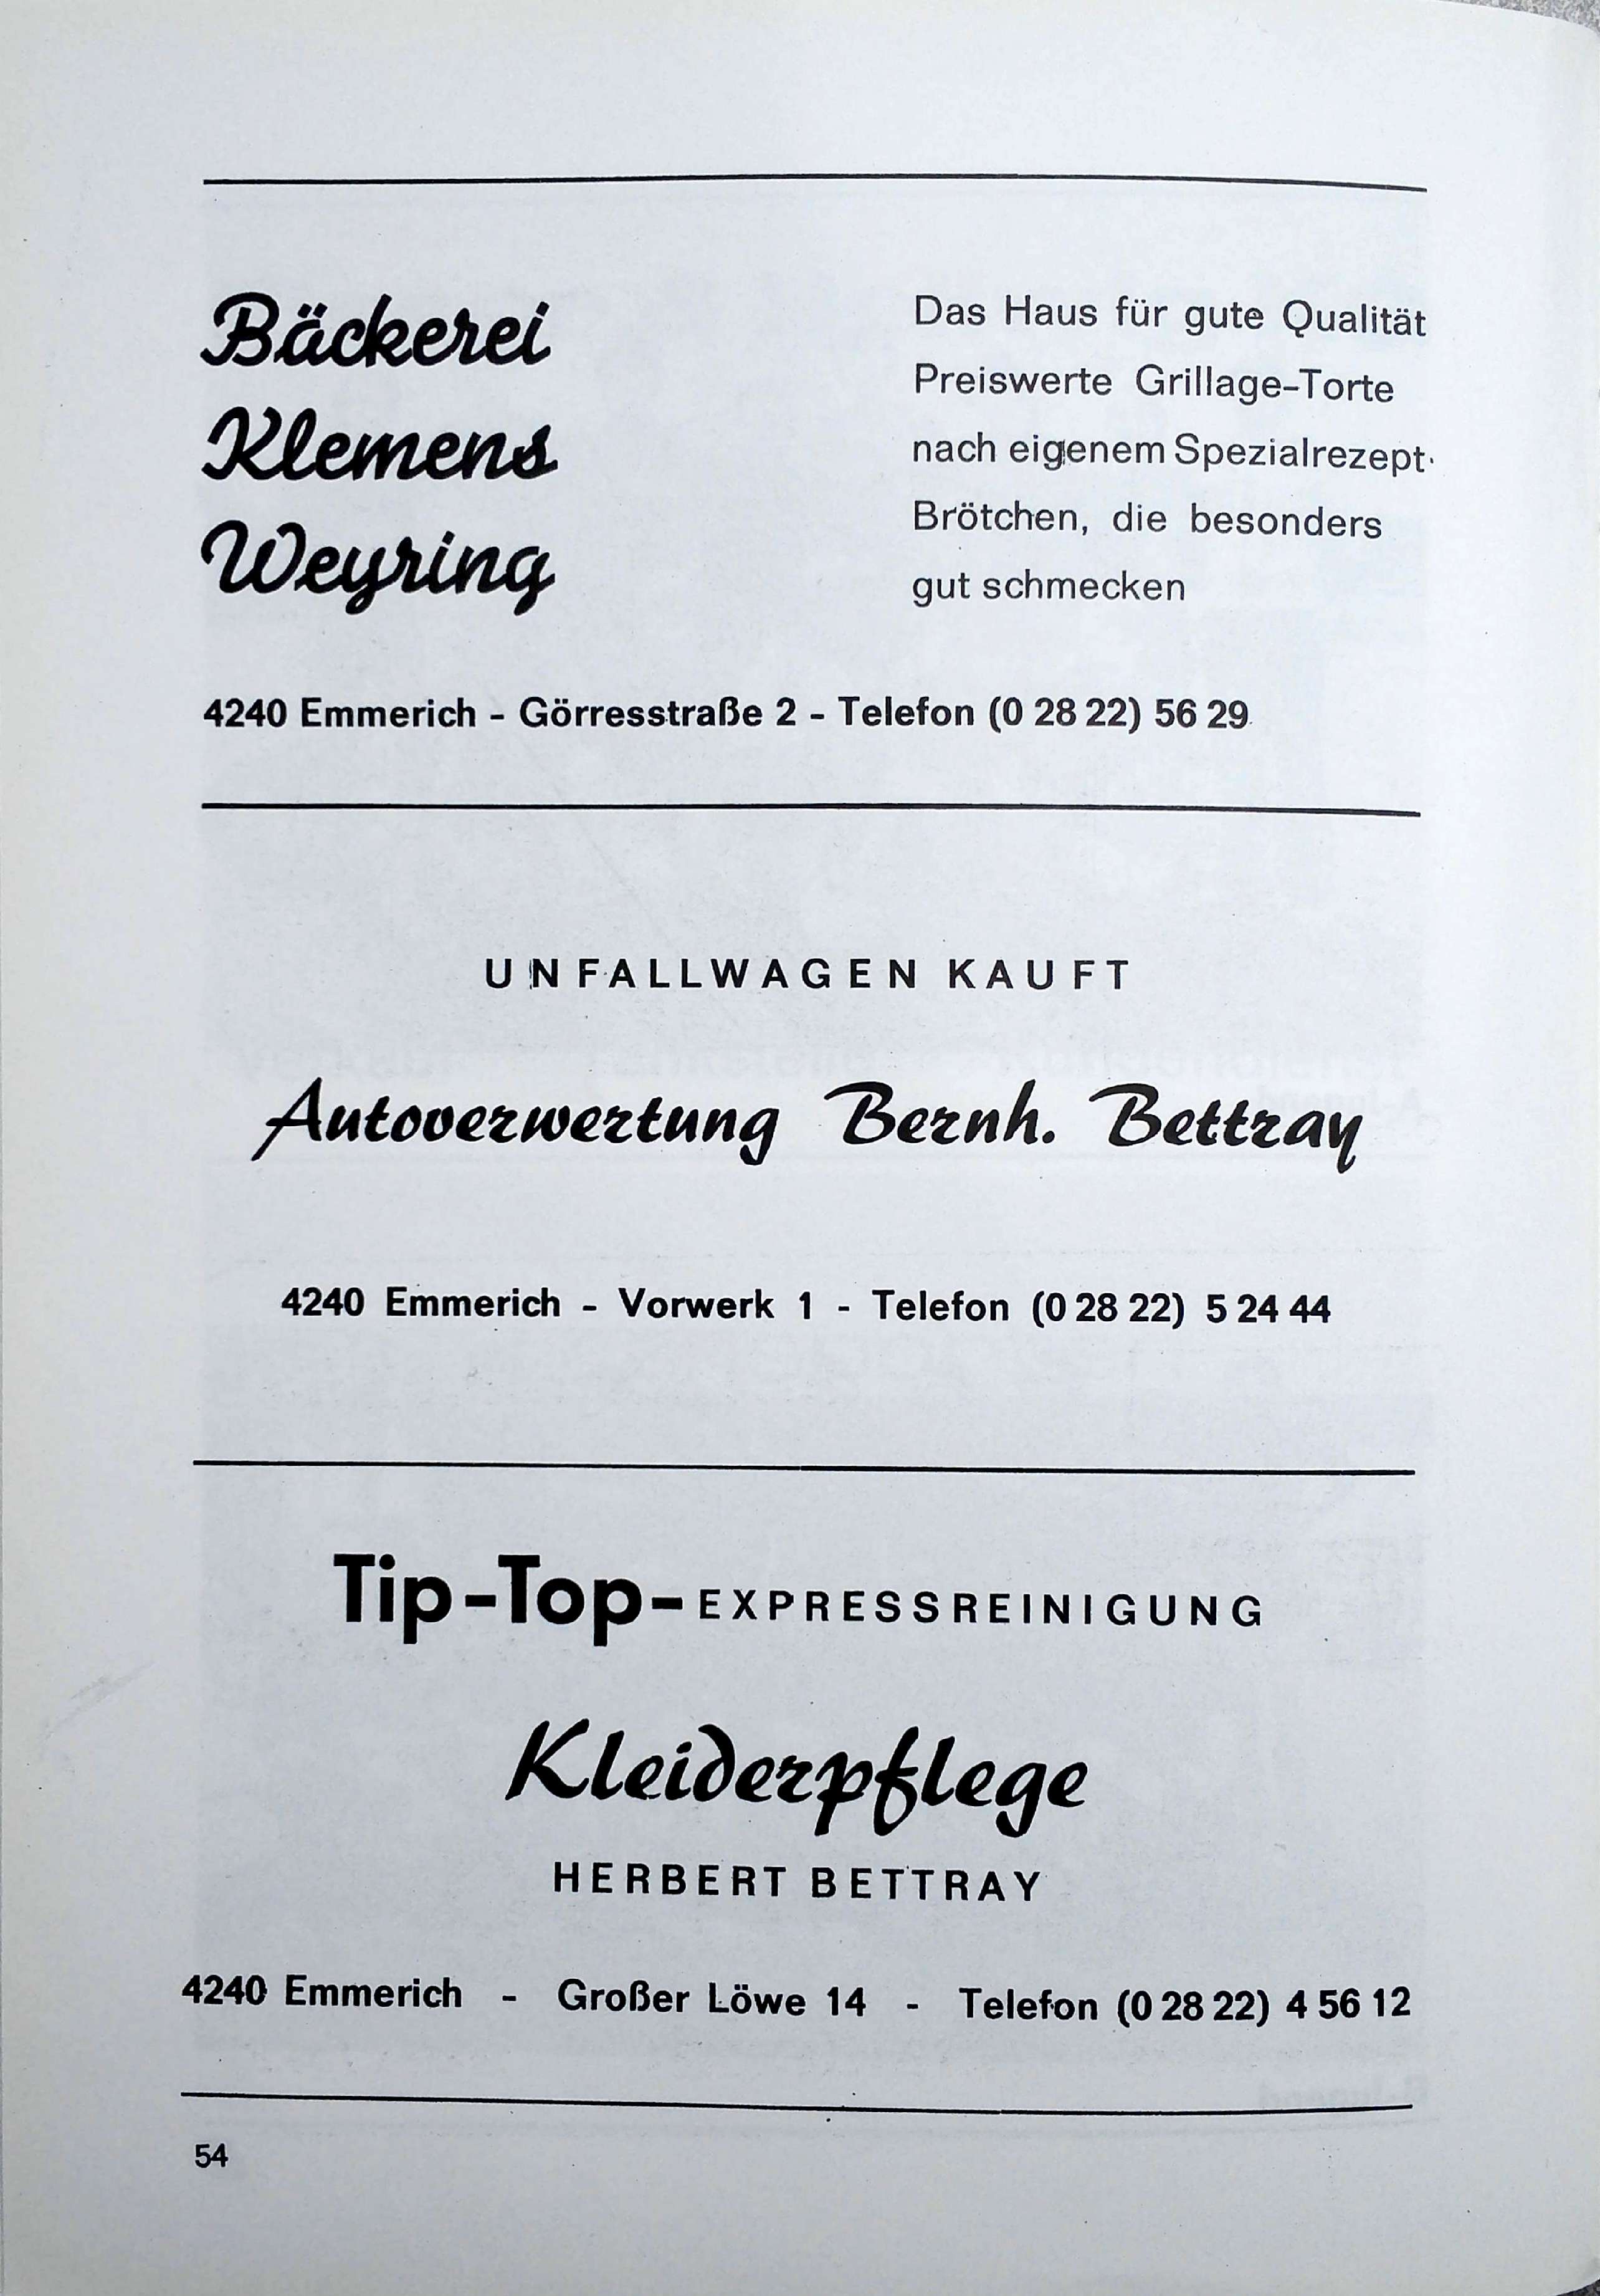 Bäckerei
Klemens
Weyring
Das Haus für gute Qualität
Preiswerte Grillage-Torte
nach eigenem Spezialrezept
Brötchen, die besonders
gut schmecken
4240 Emmerich - Görresstraße 2 - Telefon (0 28 22) 56 29
UNFALLWAGEN KAUFT
Autoverwertung Bernh. Bettray
4240 Emmerich - Vorwerk 1 - Telefon (0 28 22) 5 24 44
Tip-Top-EXPRESSREINIGUNG
Kleiderpflege
HERBERT BETTRAY
4240 Emmerich - Großer Löwe 14 - Telefon (0 28 22) 4 56 12
54